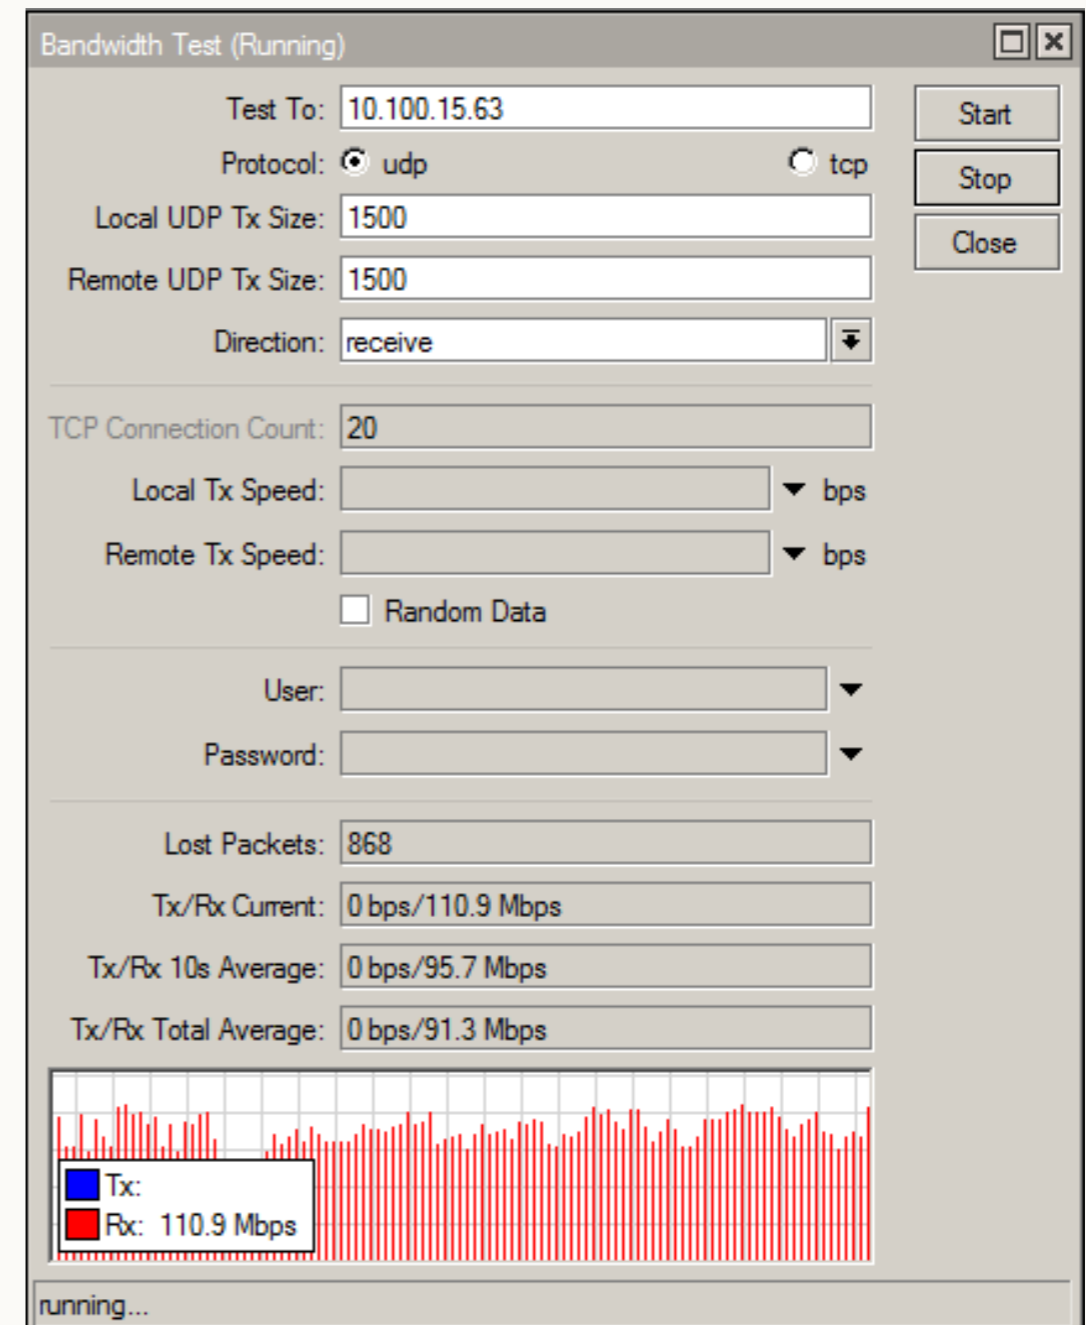 Bandwidth Test (Running)
Test To: 10.100.15.63 Start
Protocol: udp tcp Stop
Local UDP Tx Size: 1500
Close
Remote UDP Tx Size: 1500
Direction: receive
TCP Connection Count: 20
Local Tx Speed: bps
Remote Tx Speed: bps
Random Data
User:
Password:
Lost Packets: 868
Tx/Rx Current: 0 bps/110.9 Mbps
Tx/Rx 10s Average: 0 bps/95.7 Mbps
Tx/Rx Total Average: 0 bps/91.3 Mbps
Tx:
Rx: 110.9 Mbps
running...